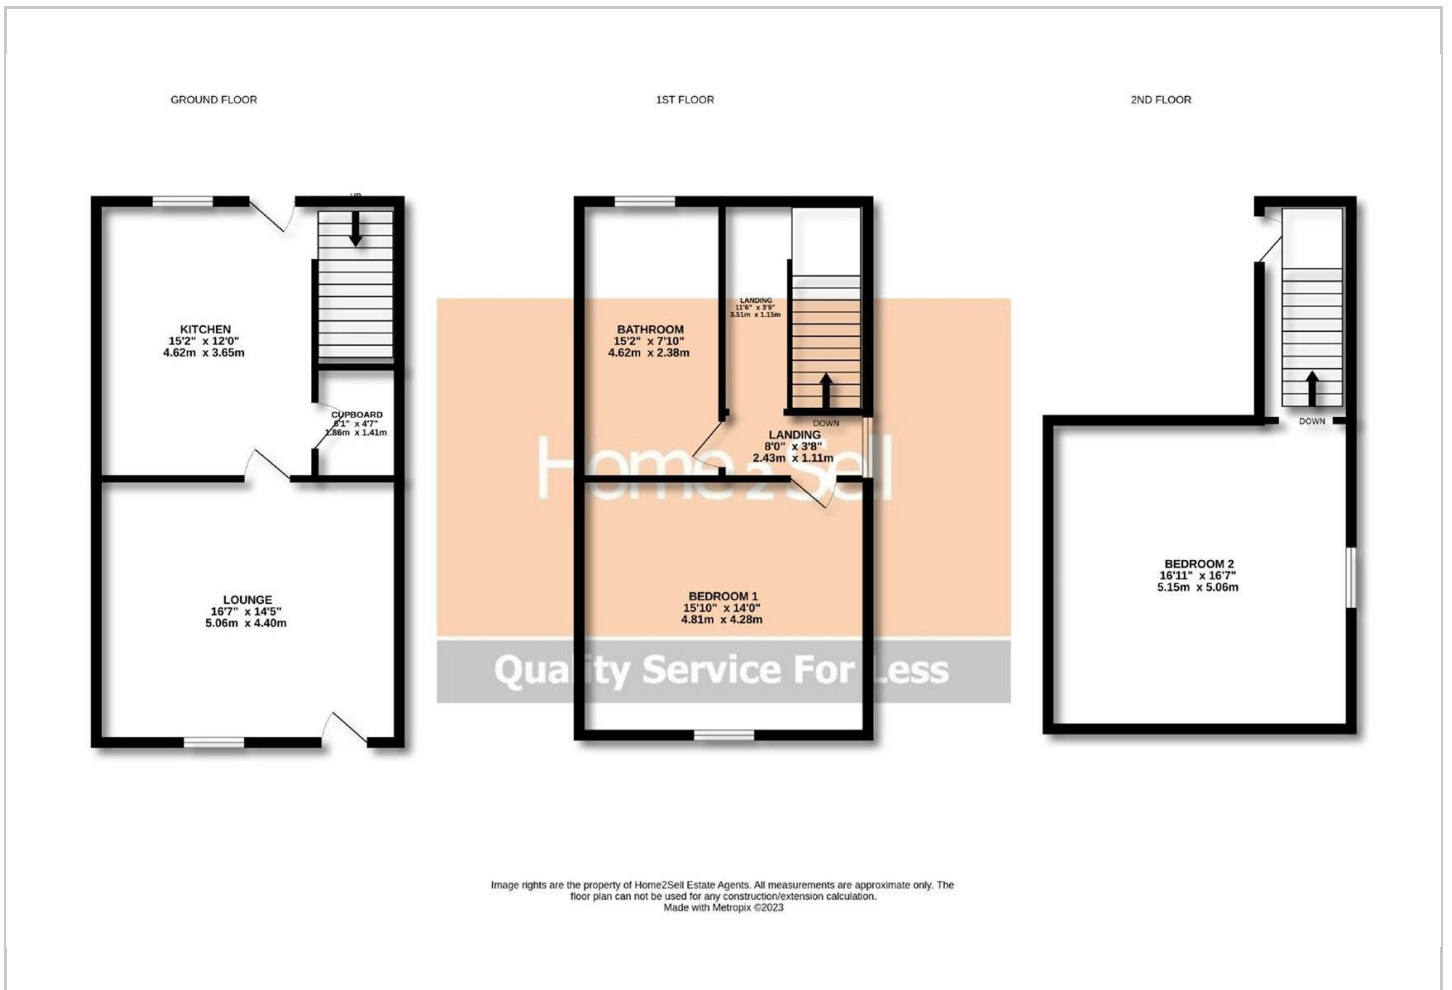 GROUND FLOOR
1ST FLOOR
2ND FLOOR
UP
KITCHEN
15'2" x 12'0"
4.62m x 3.65m
CUPBOARD
6'1" x 4'7"
1.86m x 1.41m
LOUNGE
16'7" x 14'5"
5.06m x 4.40m
BATHROOM
15'2" x 7'10"
4.62m x 2.38m
LANDING
11'6" x 3'9"
3.51m x 1.15m
DOWN
LANDING
8'0" x 3'8"
2.43m x 1.11m
BEDROOM 1
15'10" x 14'0"
4.81m x 4.28m
DOWN
BEDROOM 2
16'11" x 16'7"
5.15m x 5.06m
Home2Sell
Quality Service For Less
Image rights are the property of Home2Sell Estate Agents. All measurements are approximate only. The
floor plan can not be used for any construction/extension calculation.
Made with Metropix ©2023